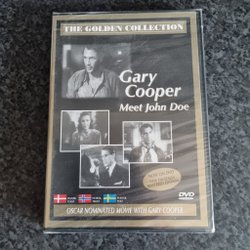 THE GOLDEN COLLECTION
Gary
Cooper
Meet John Doe
DVD
OSCAR NOMINATED MOVIE WITH GARY COOPER